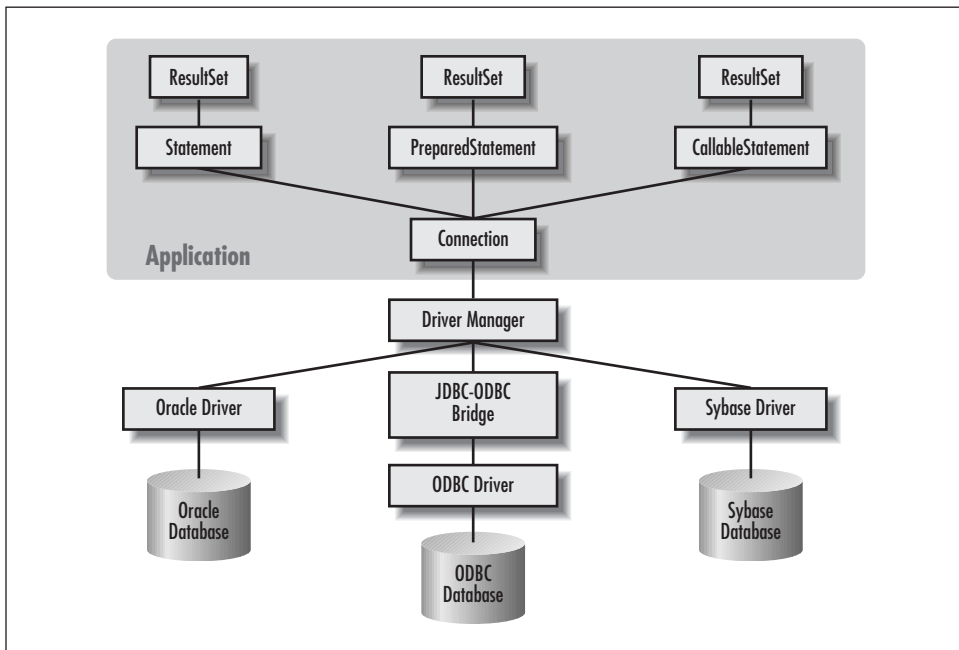 ResultSet
ResultSet
ResultSet
Statement
PreparedStatement
CallableStatement
Connection
Application
Driver Manager
Oracle Driver
JDBC-ODBC
Bridge
Sybase Driver
ODBC Driver
Oracle
Database
Sybase
Database
ODBC
Database